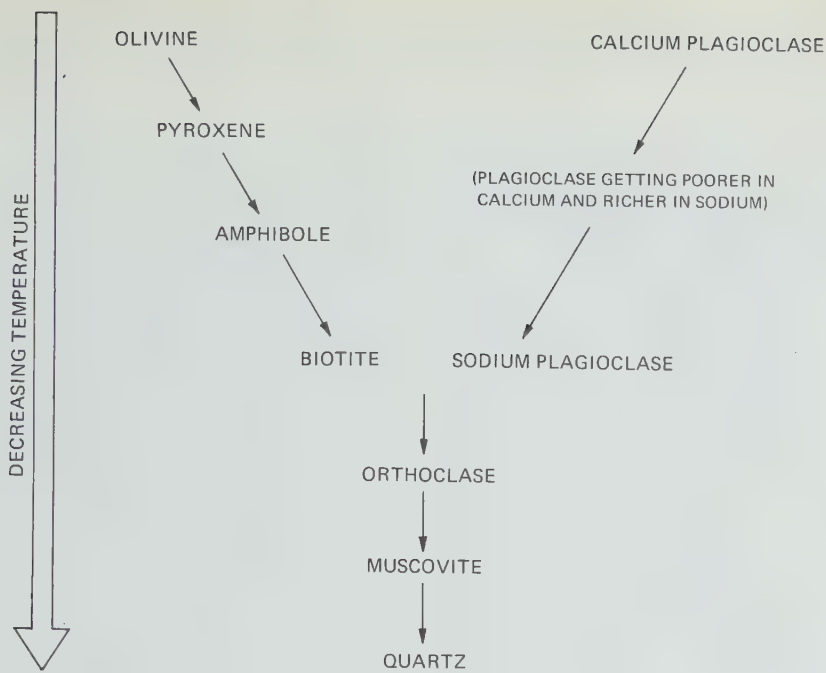 DECREASING TEMPERATURE
OLIVINE
CALCIUM PLAGIOCLASE
PYROXENE
(PLAGIOCLASE GETTING POORER IN
CALCIUM AND RICHER IN SODIUM)
AMPHIBOLE
BIOTITE
SODIUM PLAGIOCLASE
ORTHOCLASE
MUSCOVITE
QUARTZ